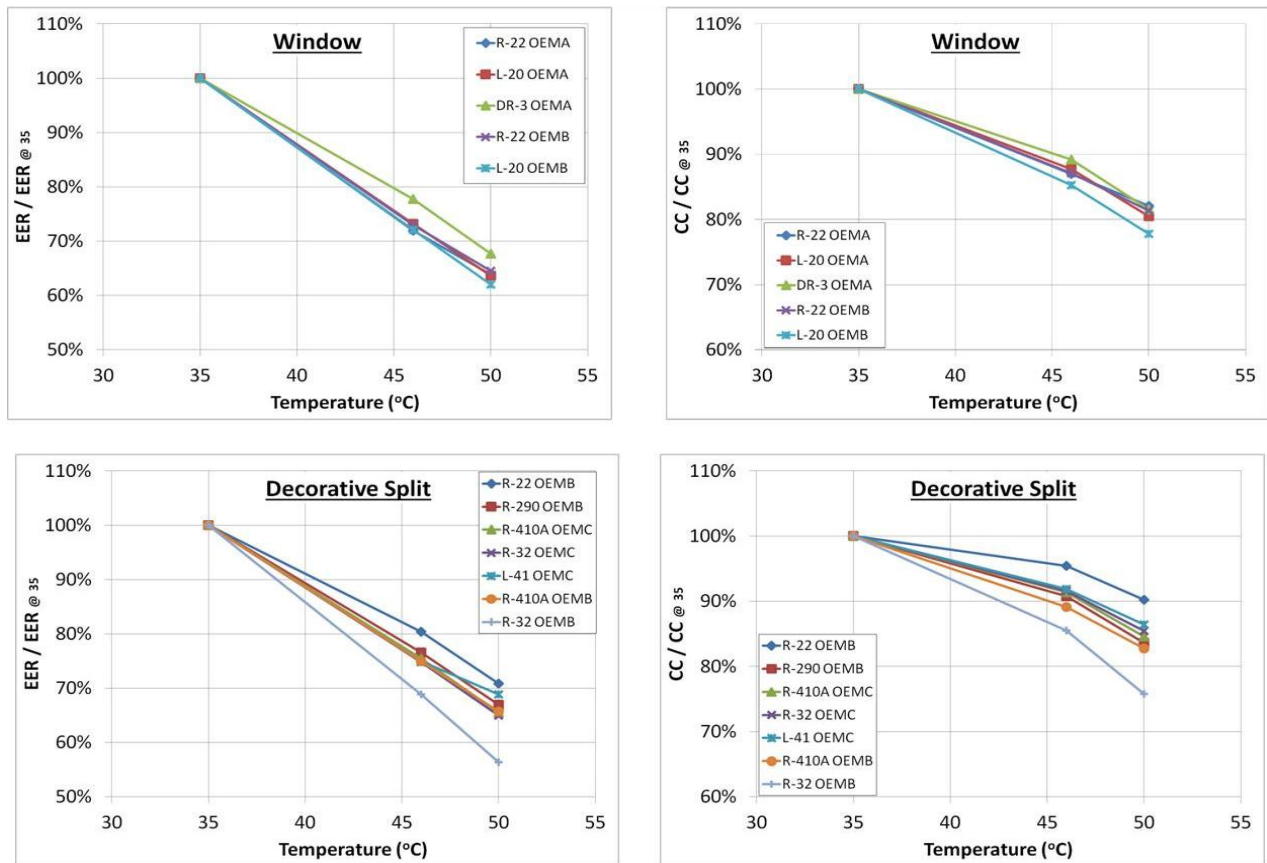 Window
110%
100%
90%
80%
70%
60%
50%
EER / EER @ 35
30 35 40 45 50 55
Temperature (°C)
R-22 OEMA
L-20 OEMA
DR-3 OEMA
R-22 OEMB
L-20 OEMB
Window
110%
100%
90%
80%
70%
60%
CC / CC @ 35
30 35 40 45 50 55
Temperature (°C)
R-22 OEMA
L-20 OEMA
DR-3 OEMA
R-22 OEMB
L-20 OEMB
Decorative Split
110%
100%
90%
80%
70%
60%
50%
EER / EER @ 35
30 35 40 45 50 55
Temperature (°C)
R-22 OEMB
R-290 OEMB
R-410A OEMC
R-32 OEMC
L-41 OEMC
R-410A OEMB
R-32 OEMB
Decorative Split
110%
100%
90%
80%
70%
60%
CC / CC @ 35
30 35 40 45 50 55
Temperature (°C)
R-22 OEMB
R-290 OEMB
R-410A OEMC
R-32 OEMC
L-41 OEMC
R-410A OEMB
R-32 OEMB